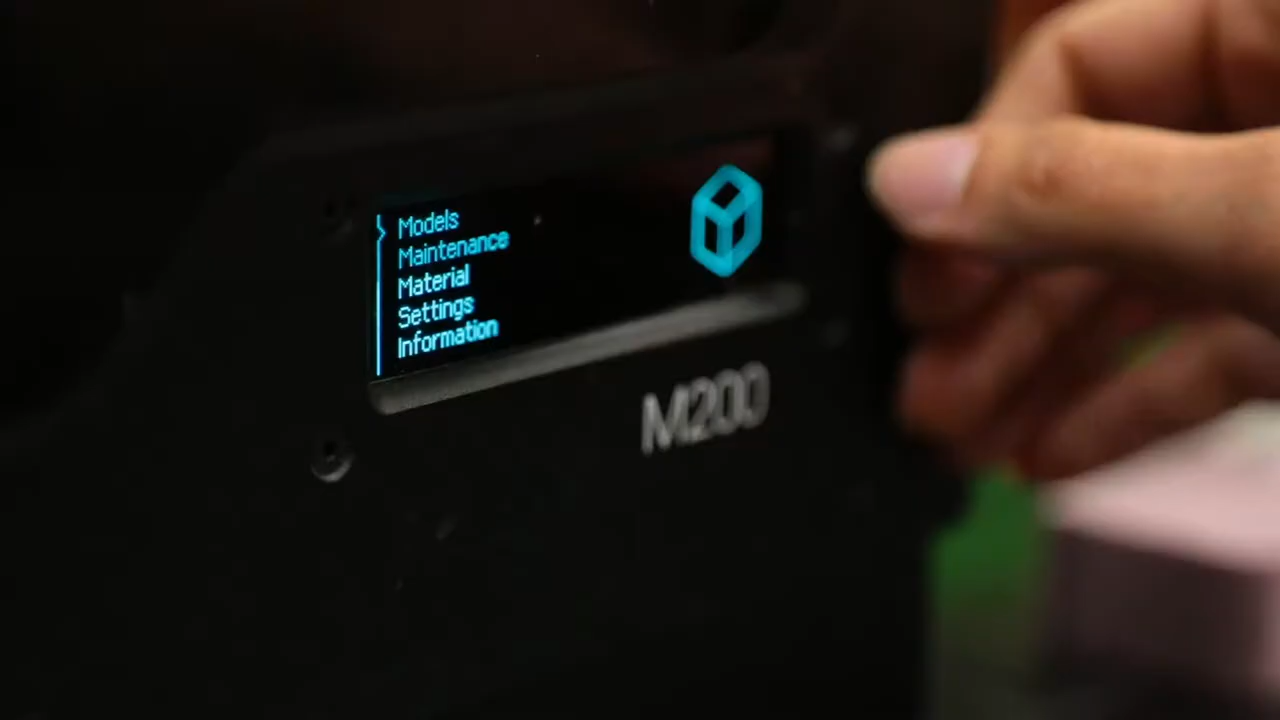 Models
Maintenance
Material
Settings
Information
M200